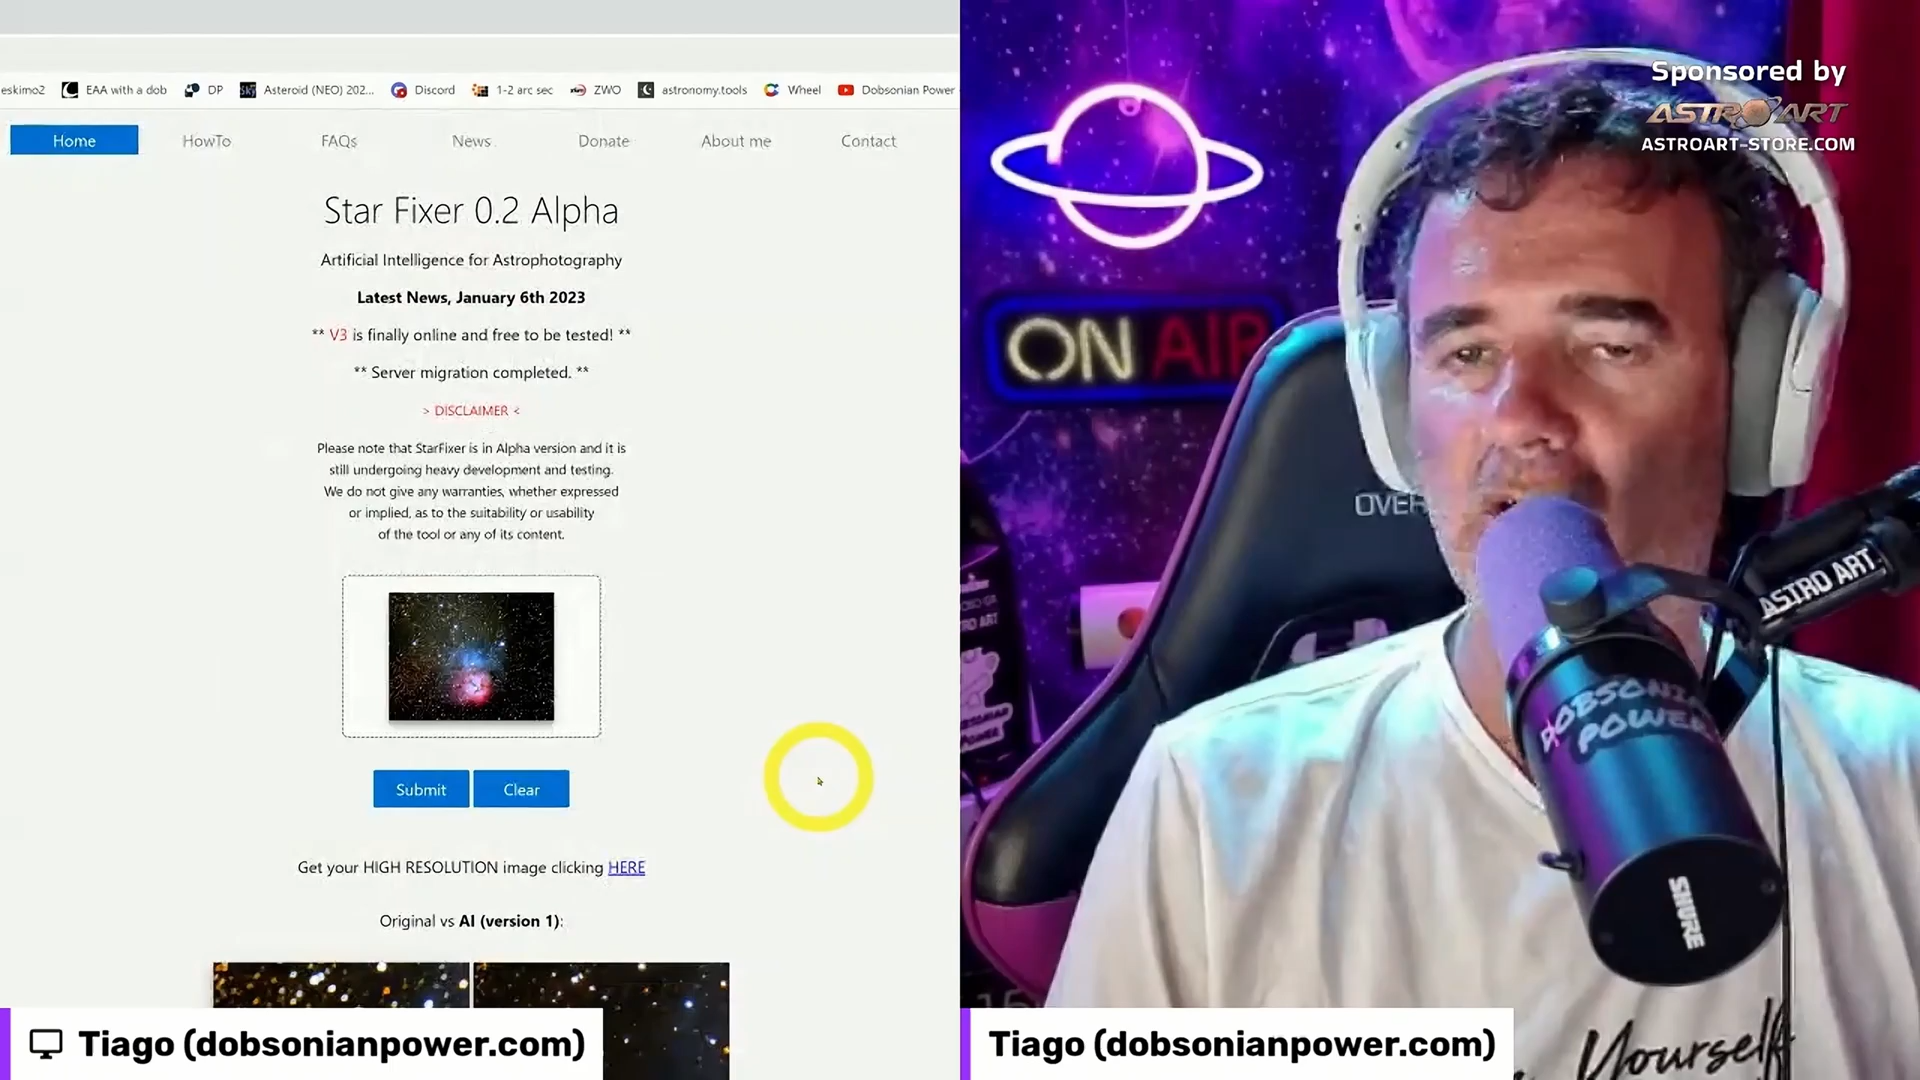 eskimo2 EAA with a dob DP Asteroid (NEO) 202... Discord 1-2 arc sec ZWO astronomy.tools Wheel Dobsonian Power
Home HowTo FAQs News Donate About me Contact
Star Fixer 0.2 Alpha
Artificial Intelligence for Astrophotography
Latest News, January 6th 2023
** V3 is finally online and free to be tested! **
** Server migration completed. **
> DISCLAIMER <
Please note that StarFixer is in Alpha version and it is
still undergoing heavy development and testing.
We do not give any warranties, whether expressed
or implied, as to the suitability or usability
of the tool or any of its content.
Submit Clear
Get your HIGH RESOLUTION image clicking HERE
Original vs AI (version 1):
Tiago (dobsonianpower.com)
Sponsored by
ASTROART
ASTROART-STORE.COM
ON AIR
OVER
ASTRO ART
DOBSONIAN
POWER
SHURE
Yourself
Tiago (dobsonianpower.com)